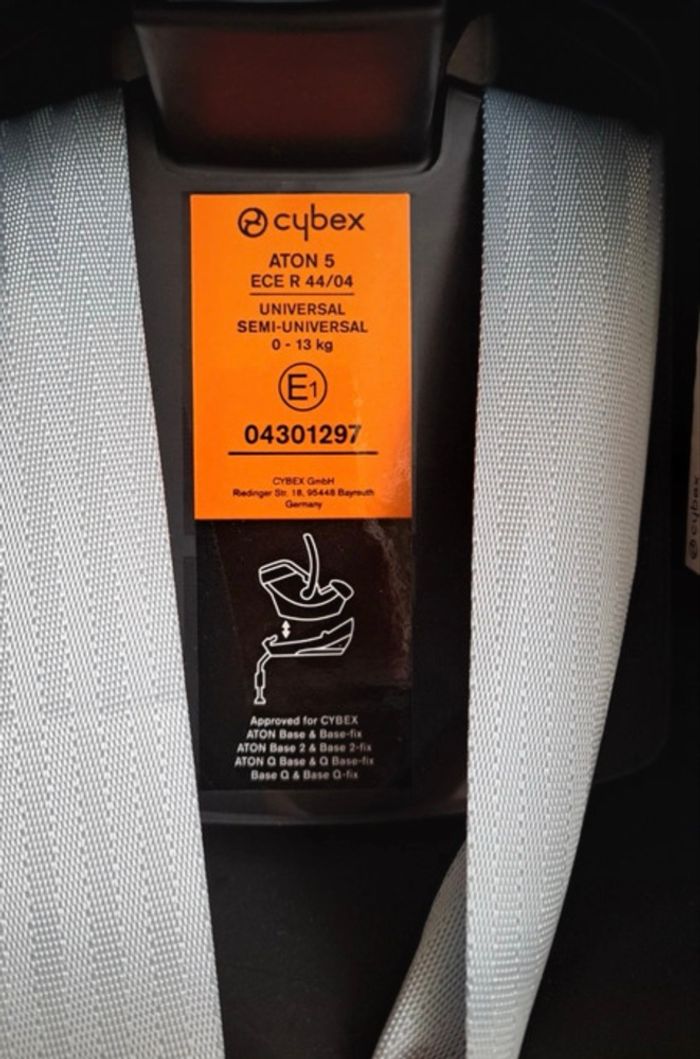 cybex
ATON 5
ECE R 44/04
UNIVERSAL
SEMI-UNIVERSAL
0 - 13 kg
E1
04301297
CYBEX GmbH
Riedinger Str. 18, 95448 Bayreuth
Germany
Approved for CYBEX
ATON Base & Base-fix
ATON Base 2 & Base 2-fix
ATON Q Base & Q Base-fix
Base Q & Base Q-fix
cybex